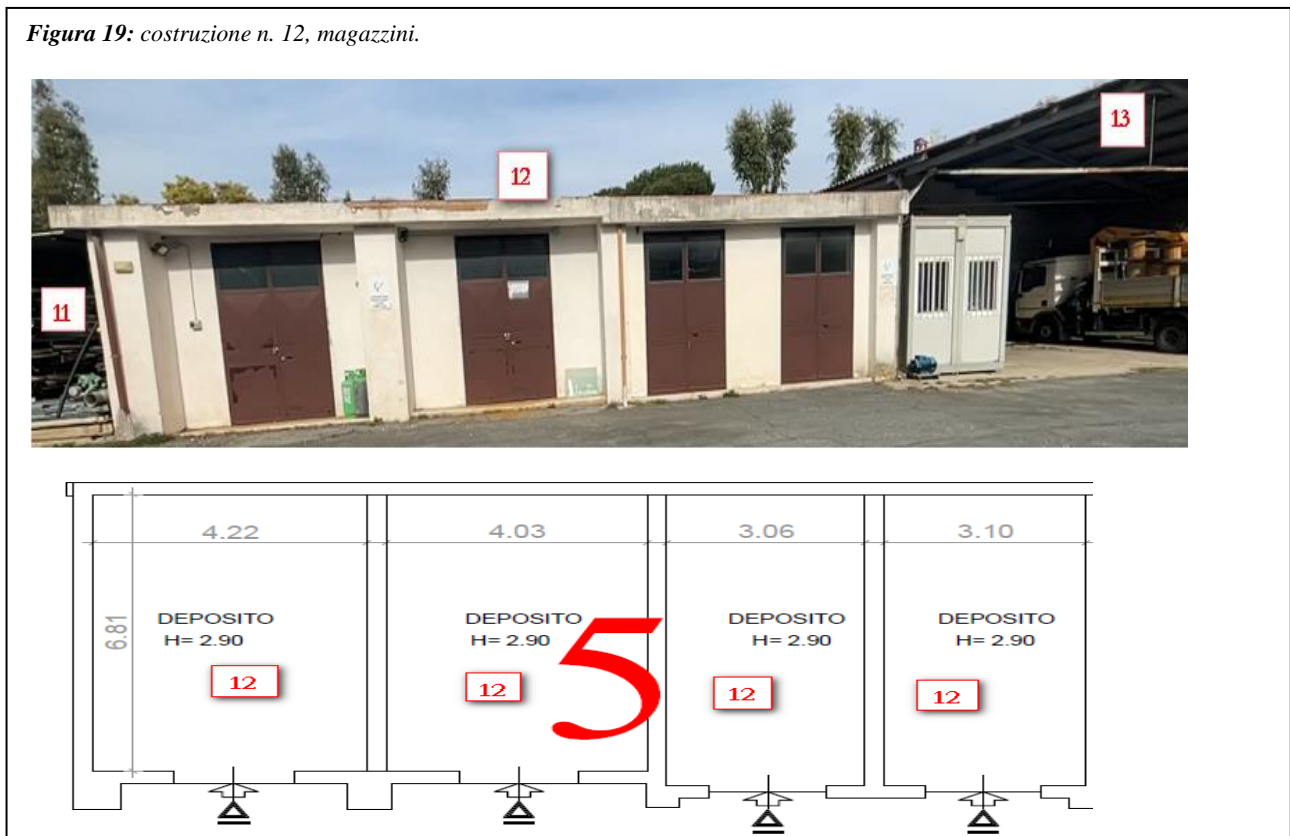 Figura 19: costruzione n. 12, magazzini.
13
12
11
4.22
4.03
3.06
3.10
6.81
DEPOSITO
H= 2.90
DEPOSITO
H= 2.90
DEPOSITO
H= 2.90
DEPOSITO
H= 2.90
5
12
12
12
12